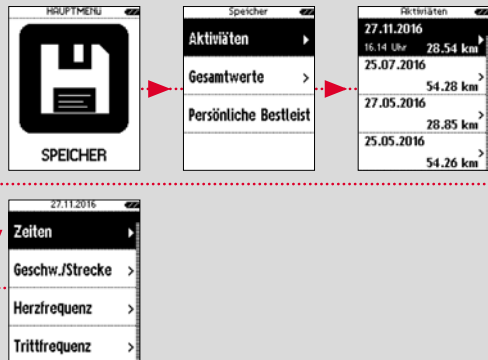 HAUPTMENü
SPEICHER
Speicher
Aktiviäten
Gesamtwerte
Persönliche Bestleist
Aktiviäten
27.11.2016
16.14 Uhr 28.54 km
25.07.2016
54.28 km
27.05.2016
28.85 km
25.05.2016
54.26 km
27.11.2016
Zeiten
Geschw./Strecke
Herzfrequenz
Trittfrequenz